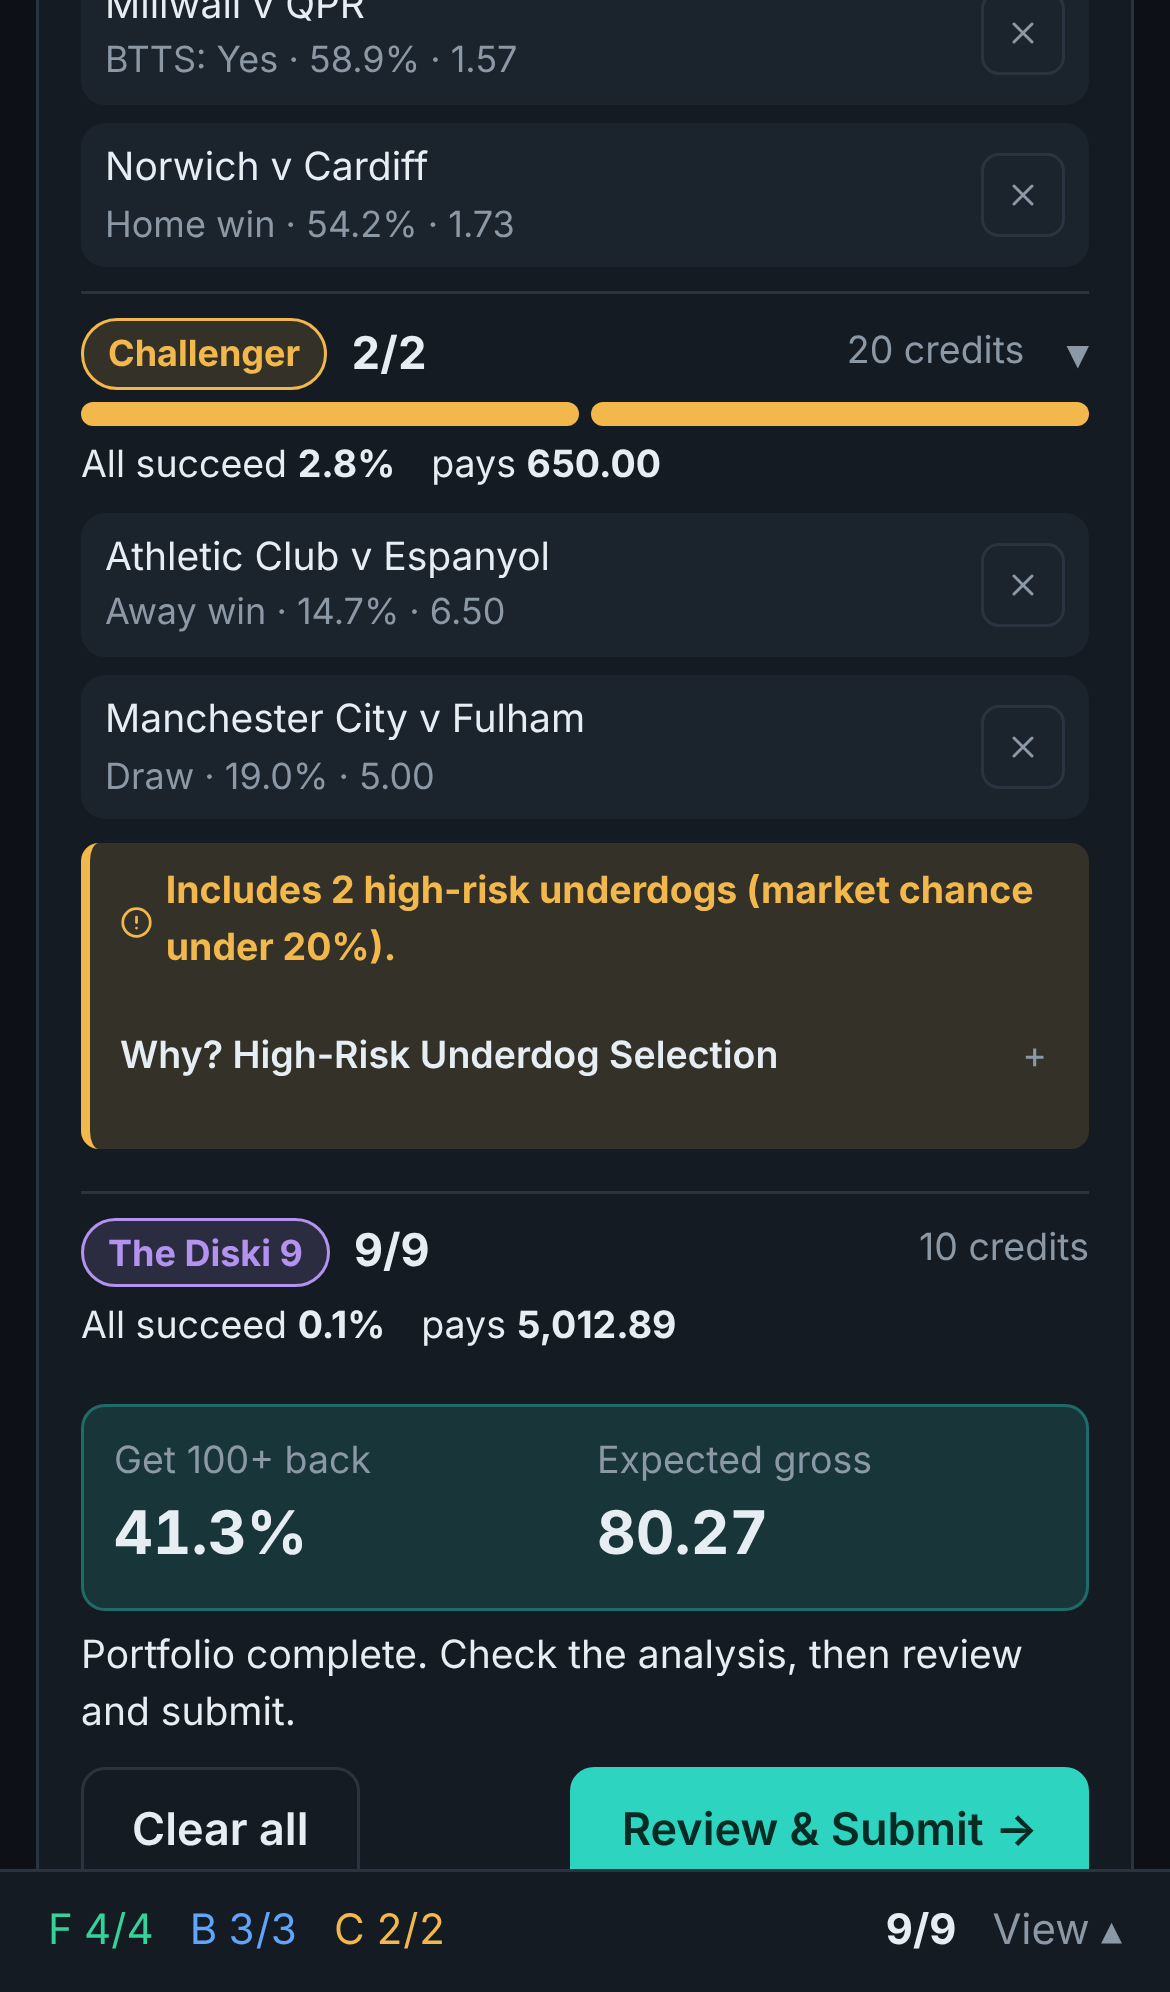 Millwall v QPR
BTTS: Yes · 58.9% · 1.57
Norwich v Cardiff
Home win · 54.2% · 1.73
Challenger 2/2 20 credits ▼
All succeed 2.8% pays 650.00
Athletic Club v Espanyol
Away win · 14.7% · 6.50
Manchester City v Fulham
Draw · 19.0% · 5.00
Includes 2 high-risk underdogs (market chance
under 20%).
Why? High-Risk Underdog Selection +
The Diski 9 9/9 10 credits
All succeed 0.1% pays 5,012.89
Get 100+ back Expected gross
41.3% 80.27
Portfolio complete. Check the analysis, then review
and submit.
Clear all Review & Submit →
F 4/4 B 3/3 C 2/2 9/9 View ▲